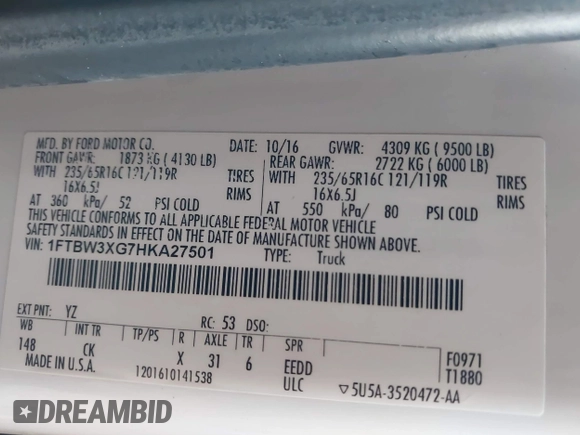 MFD. BY FORD MOTOR CO. DATE: 10/16 GVWR: 4309 KG (9500 LB)
FRONT GAWR: 1873 KG (4130 LB) REAR GAWR: 2722 KG (6000 LB)
WITH 235/65R16C 121/119R TIRES WITH 235/65R16C 121/119R TIRES
16X6.5J RIMS 16X6.5J RIMS
AT 360 kPa/ 52 PSI COLD AT 550 kPa/ 80 PSI COLD
THIS VEHICLE CONFORMS TO ALL APPLICABLE FEDERAL MOTOR VEHICLE
SAFETY STANDARDS IN EFFECT ON THE DATE OF MANUFACTURE SHOWN ABOVE.
VIN: 1FTBW3XG7HKA27501 TYPE: Truck
EXT PNT: YZ RC: 53 DSO:
WB INT TR TP/PS R AXLE TR SPR F0971
148 CK X 31 6 EEDD T1880
MADE IN U.S.A. 1201610141538 ULC ▽5U5A-3520472-AA
DREAMBID